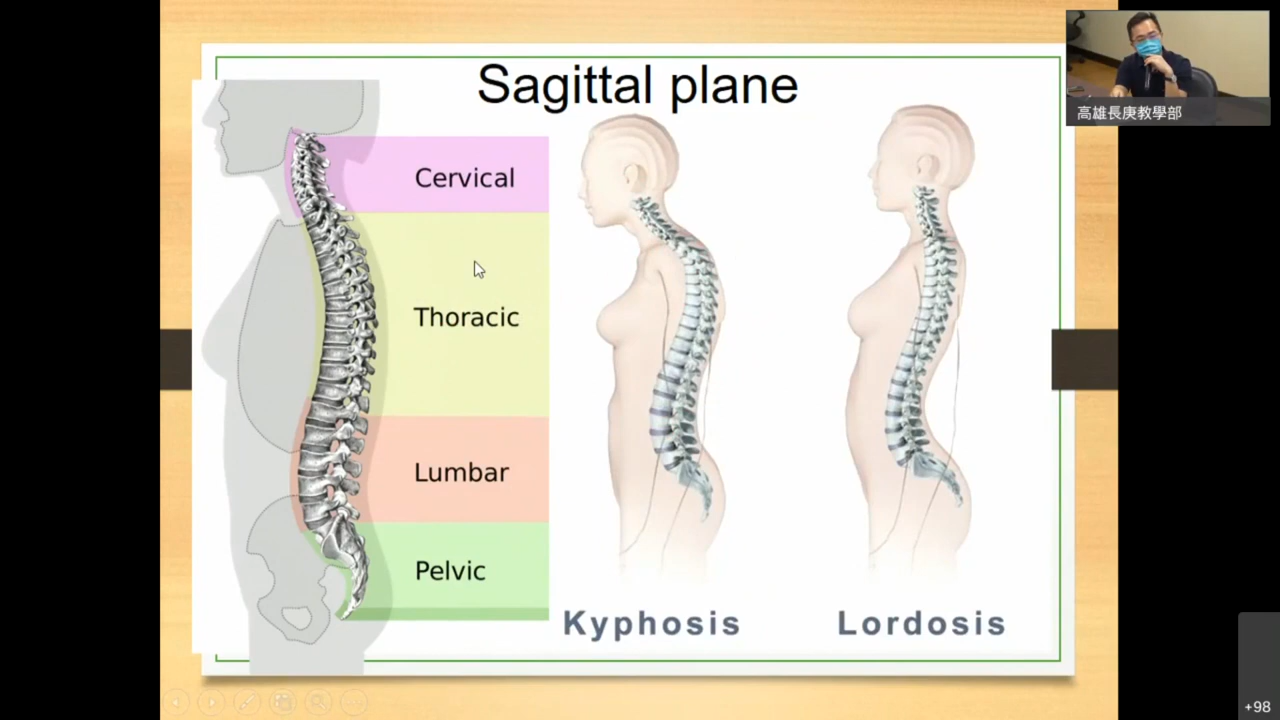 Sagittal plane
高雄長庚教學部
Cervical
Thoracic
Lumbar
Pelvic
Kyphosis
Lordosis
+98